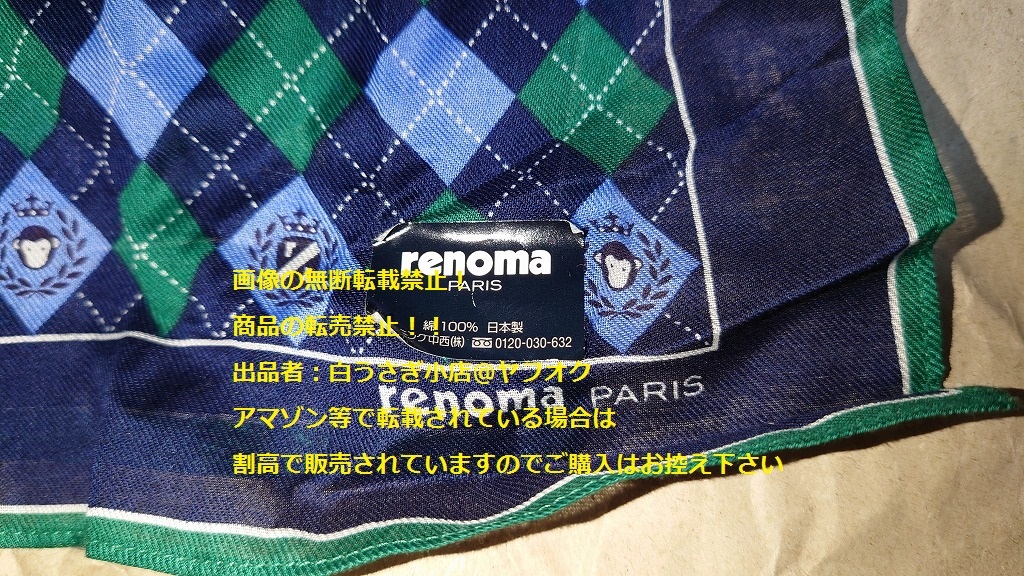 renoma
PARIS
綿100% 日本製
中西(株) 0120-030-632
renoma PARIS
画像の無断転載禁止！
商品の転売禁止！！
出品者：白うさぎ小店@ヤフオク
アマゾン等で転載されている場合は
割高で販売されていますのでご購入はお控え下さい